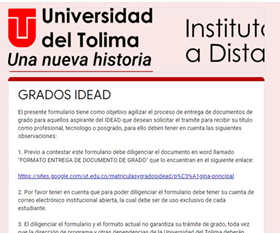 Universidad
del Tolima
Una nueva historia
Instituto
a Dista
GRADOS IDEAD
El presente formulario tiene como objetivo agilizar el proceso de entrega de documentos de
grado para aquellos aspirante del IDEAD que desean solicitar el tramite para recibir su título
como profesional, tecnologo o posgrado, para ello deben tener en cuenta las siguientes
observaciones:
1. Previo a contestar este formulario debe diligenciar el documento en word llamado
"FORMATO ENTREGA DE DOCUMENTO DE GRADO" que lo encuentran en el siguiente enlace:
https://sites.google.com/ut.edu.co/matriculasygradosidead/p%C3%A1gina-principal
2. Por favor tener en cuenta que para poder diligenciar el formulario debe tener su cuenta de
correo electrónico institucional abierta, la cual debe ser de uso exclusivo de cada
estudiante.
3. El diligenciar el formulario y el formato actual no garantiza su trámite de grado, toda vez
que la dirección de programa y otras dependencias de la Universidad del Tolima deberán